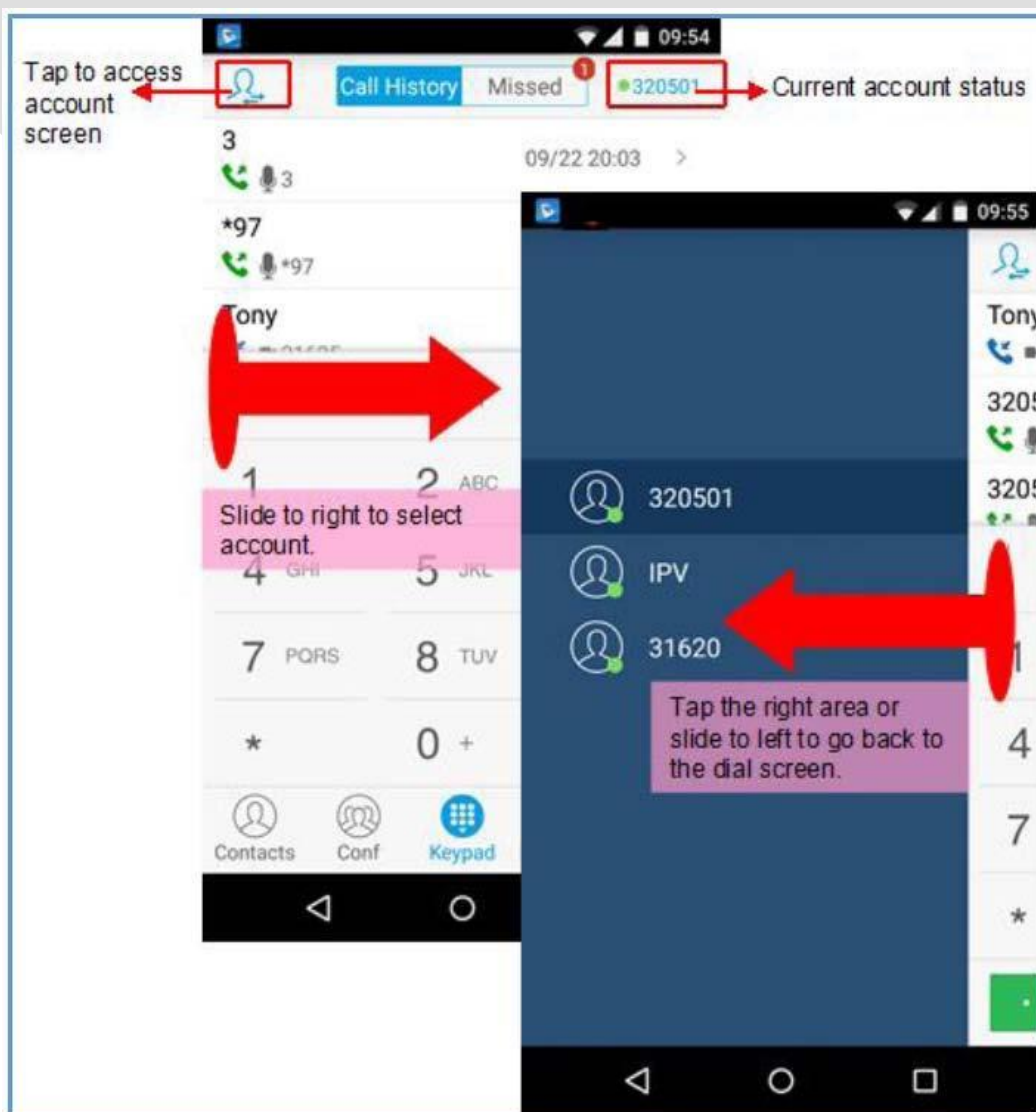 09:54
Tap to access
account
screen
Call History
Missed
1
320501
Current account status
3
3
09/22 20:03
*97
*97
Tony
1
2 ABC
Slide to right to select
account.
4 GHI
5 JKL
7 PQRS
8 TUV
*
0 +
Contacts
Conf
Keypad
09:55
Tony
320501
IPV
31620
Tap the right area or
slide to left to go back to
the dial screen.
4
7
*